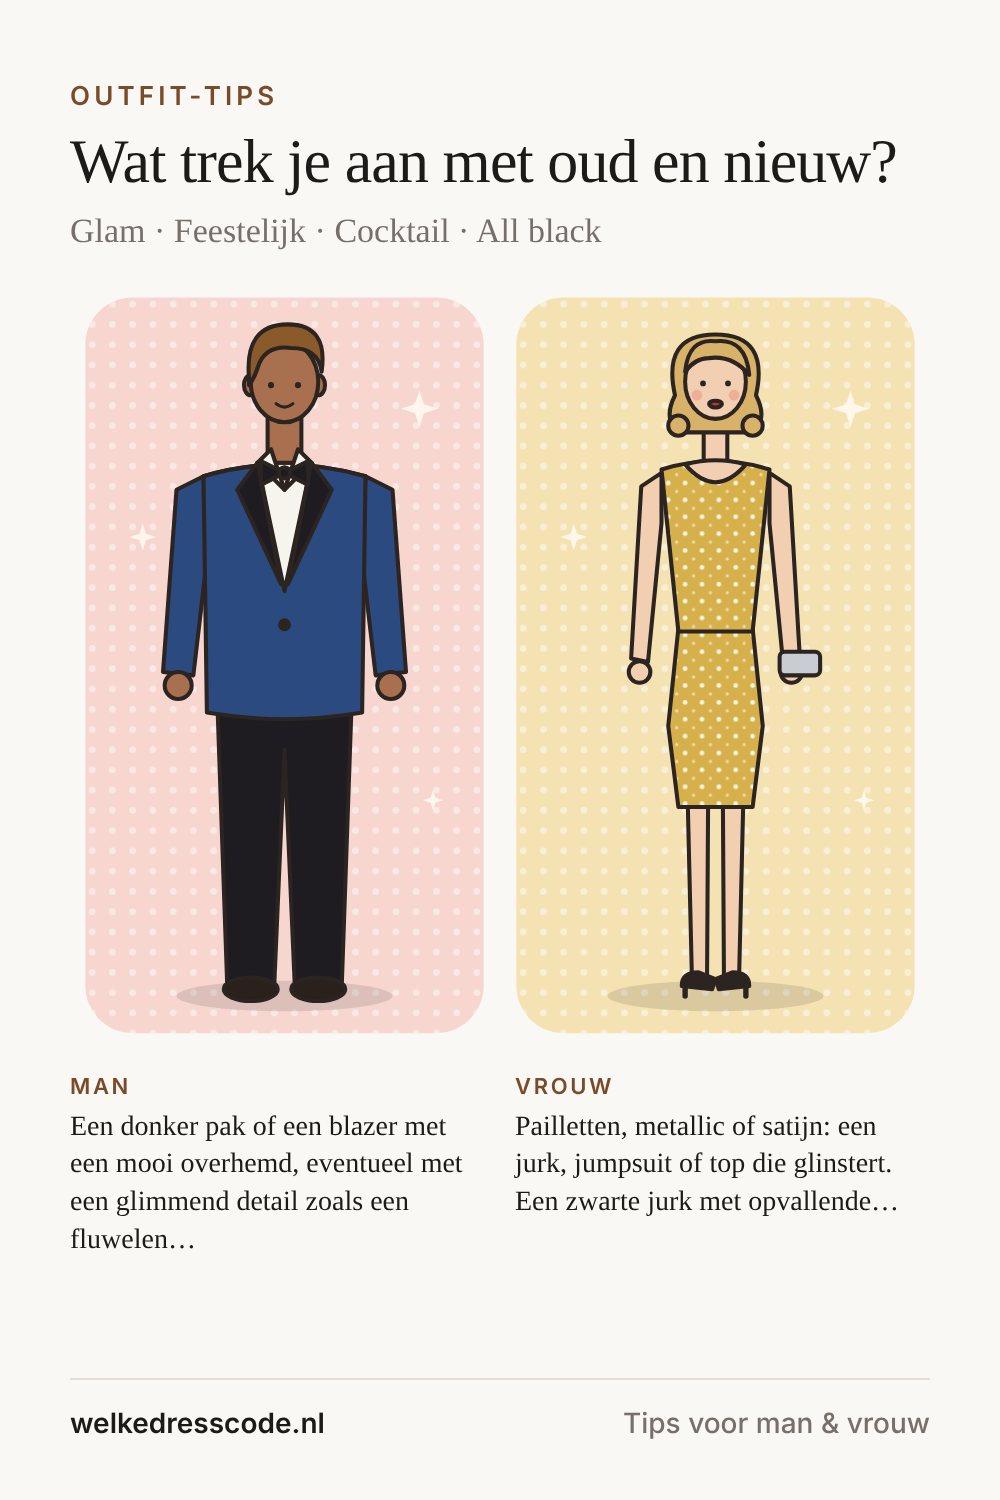 OUTFIT-TIPS
Wat trek je aan met oud en nieuw?
Glam · Feestelijk · Cocktail · All black
MAN
Een donker pak of een blazer met
een mooi overhemd, eventueel met
een glimmend detail zoals een
fluwelen…
VROUW
Pailletten, metallic of satijn: een
jurk, jumpsuit of top die glinstert.
Een zwarte jurk met opvallende…
welkedresscode.nl
Tips voor man & vrouw